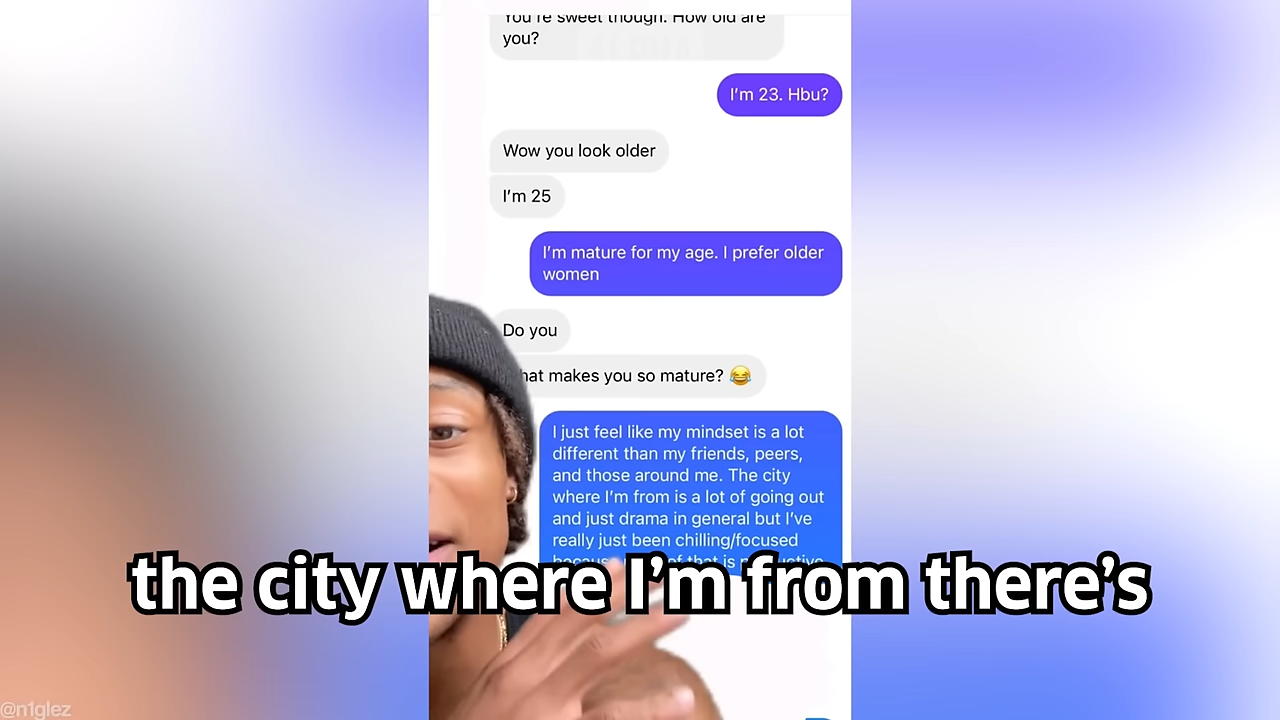 You're sweet though. How old are
you?
I'm 23. Hbu?
Wow you look older
I'm 25
I'm mature for my age. I prefer older
women
Do you
hat makes you so mature? 😂
I just feel like my mindset is a lot
different than my friends, peers,
and those around me. The city
where I'm from is a lot of going out
and just drama in general but I've
really just been chilling/focused
of that is
the city where I'm from there's
@n1glez